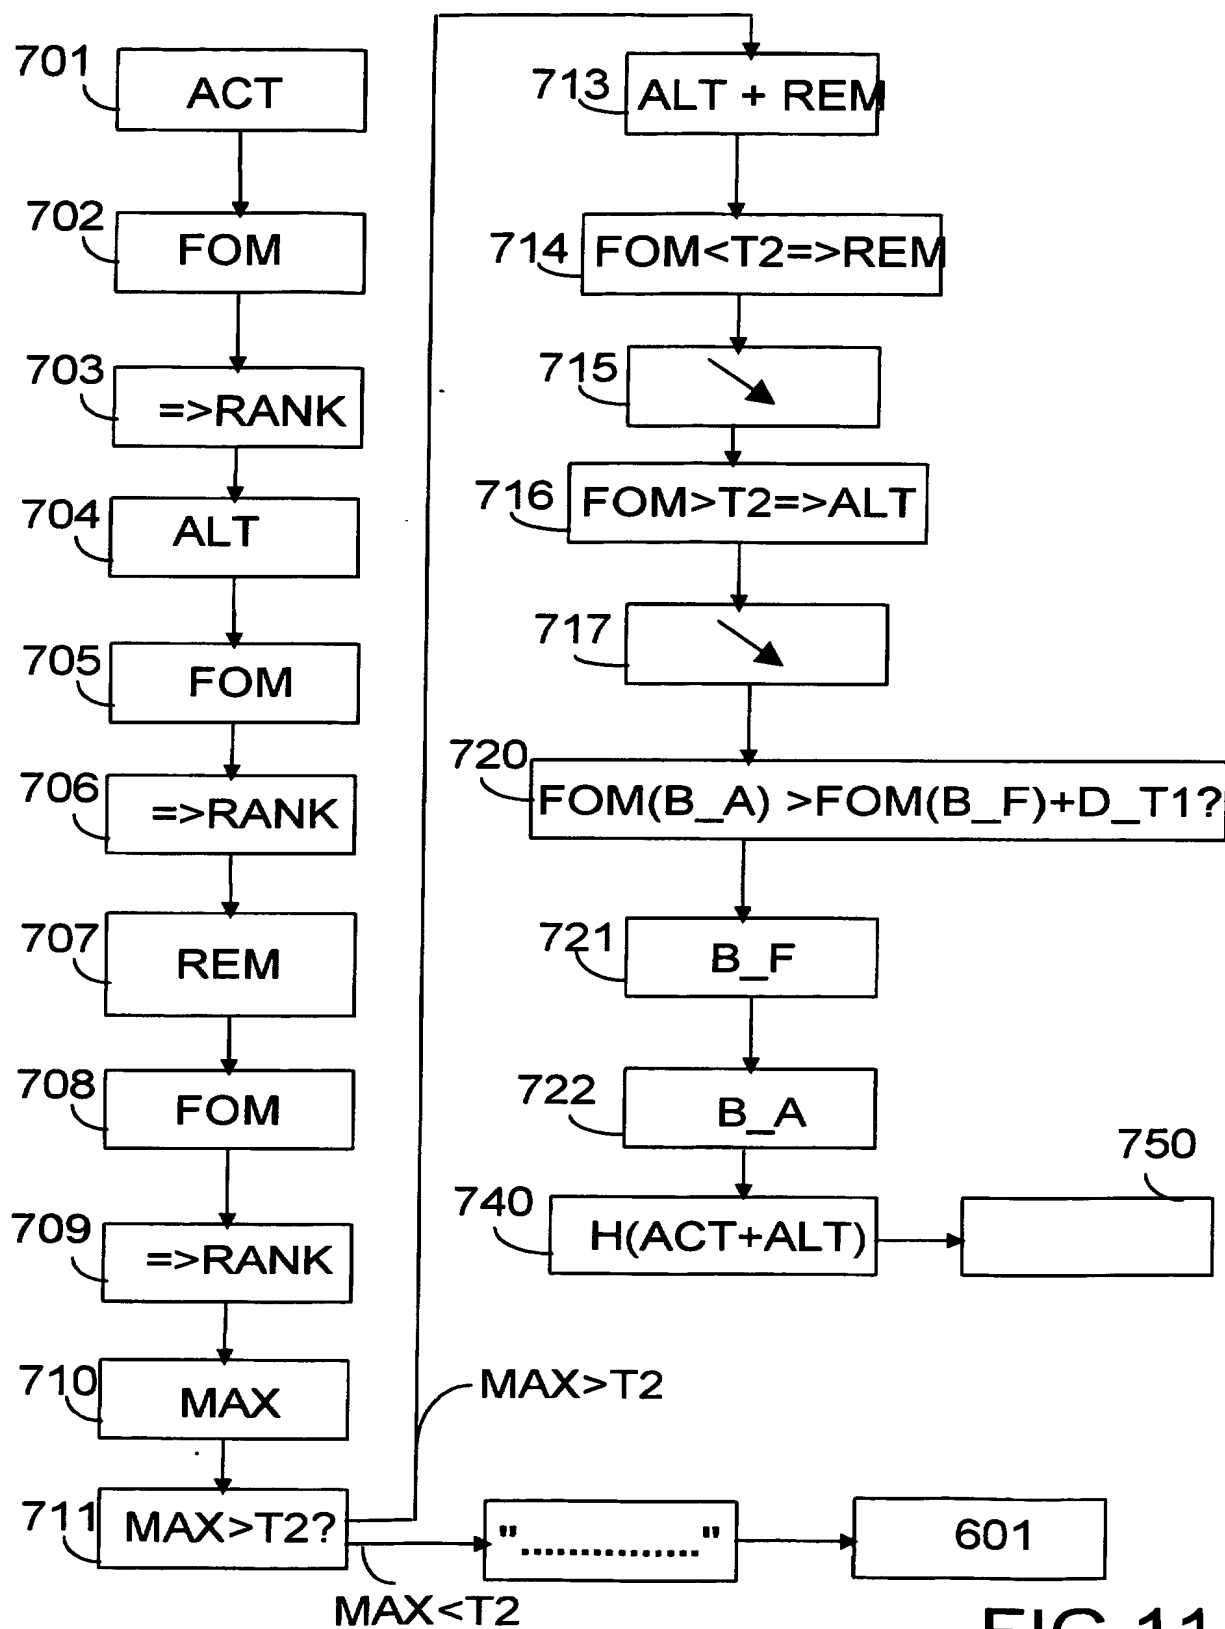 701
ACT
702
FOM
703
=>RANK
704
ALT
705
FOM
706
=>RANK
707
REM
708
FOM
709
=>RANK
710
MAX
711
MAX>T2?
MAX>T2
MAX<T2
"..............."
601
713
ALT + REM
714
FOM<T2=>REM
715
716
FOM>T2=>ALT
717
720
FOM(B_A) >FOM(B_F)+D_T1?
721
B_F
722
B_A
740
H(ACT+ALT)
750
FIG 11